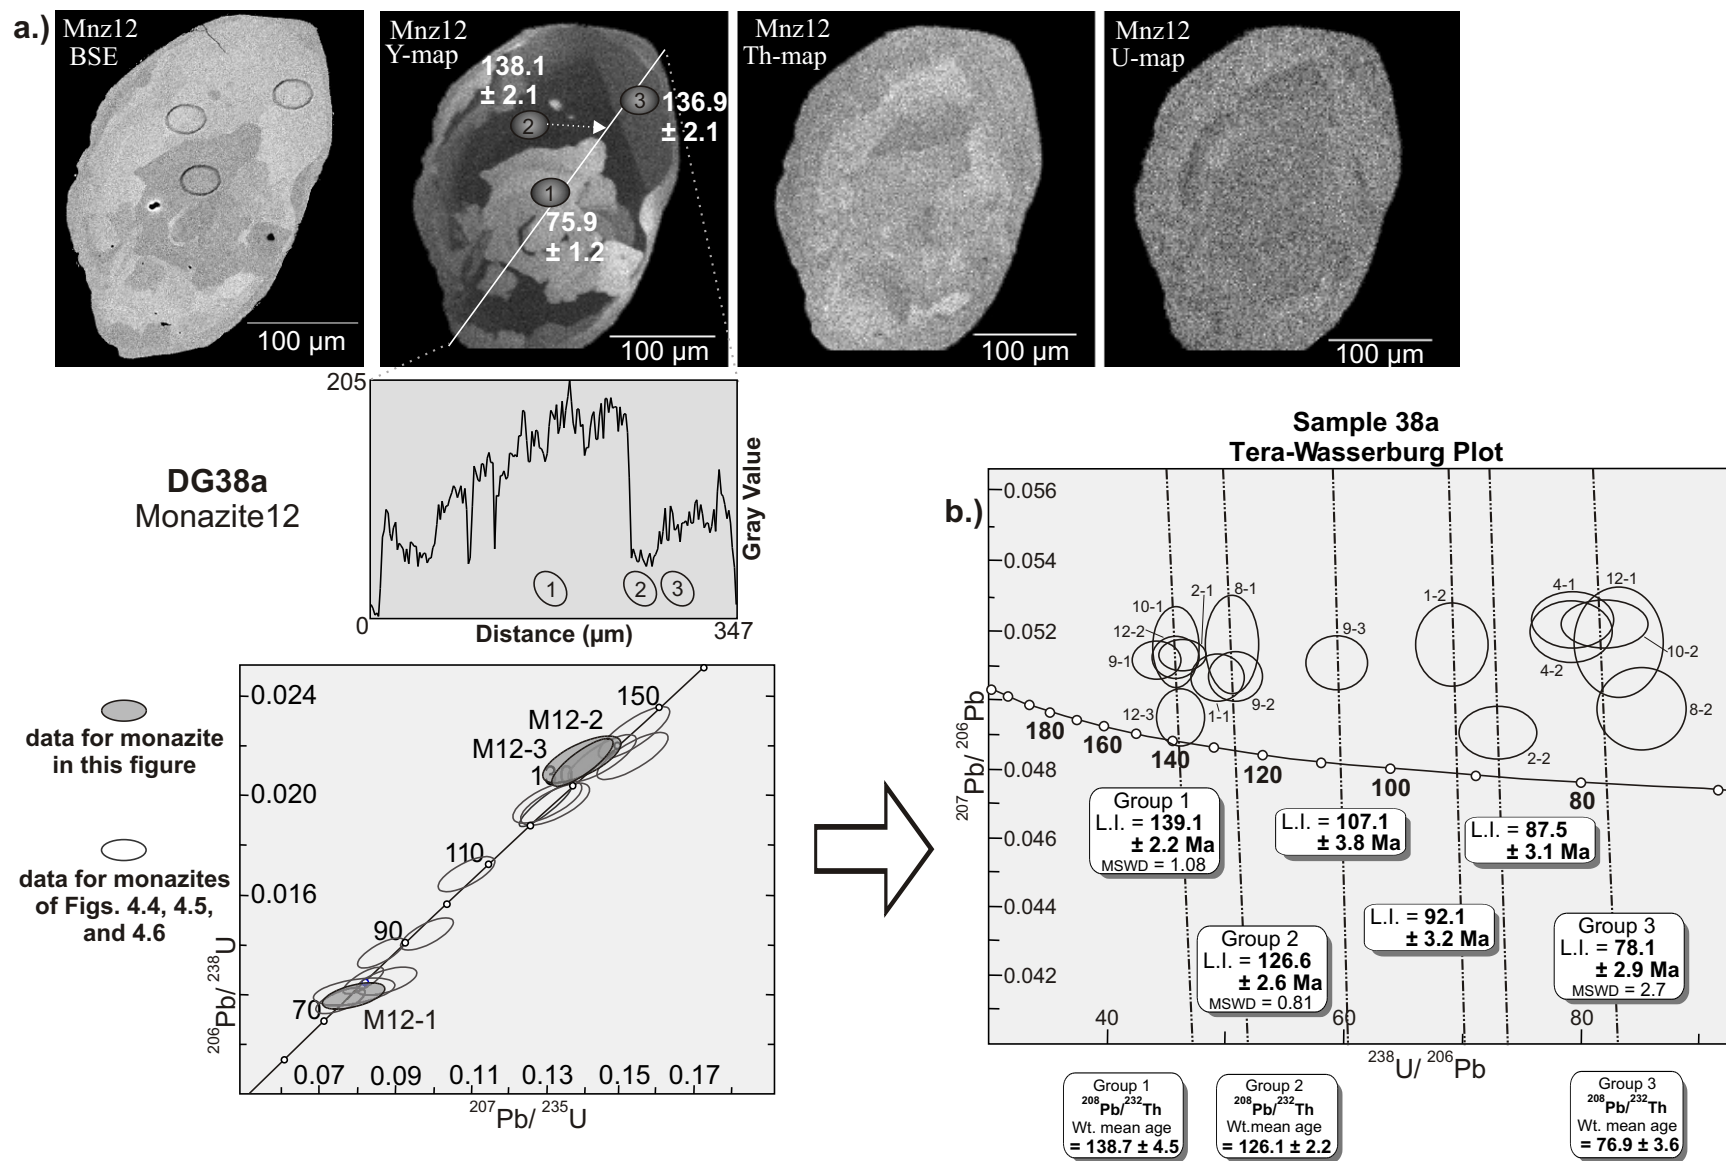 a.)
Mnz12
BSE
100 µm
Mnz12
Y-map
138.1
± 2.1
2
3
136.9
± 2.1
1
75.9
± 1.2
100 µm
Mnz12
Th-map
100 µm
Mnz12
U-map
100 µm
DG38a
Monazite12
205
0
Distance (µm)
347
Gray Value
1
2
3
data for monazite
in this figure
data for monazites
of Figs. 4.4, 4.5,
and 4.6
0.024
0.020
0.016
206Pb/ 238U
150
M12-2
M12-3
130
110
90
70
M12-1
0.07 0.09 0.11 0.13 0.15 0.17
207Pb/ 235U
Sample 38a
Tera-Wasserburg Plot
b.)
0.056
0.054
0.052
0.050
0.048
0.046
0.044
0.042
207Pb/ 206Pb
10-1
2-1
8-1
12-2
9-1
12-3
1-1
9-2
9-3
1-2
2-2
4-1
12-1
4-2
10-2
8-2
180
160
140
120
100
80
Group 1
L.I. = 139.1
± 2.2 Ma
MSWD = 1.08
Group 2
L.I. = 126.6
± 2.6 Ma
MSWD = 0.81
L.I. = 107.1
± 3.8 Ma
L.I. = 92.1
± 3.2 Ma
L.I. = 87.5
± 3.1 Ma
Group 3
L.I. = 78.1
± 2.9 Ma
MSWD = 2.7
40 60 80
238U/ 206Pb
Group 1
208Pb/232Th
Wt. mean age
= 138.7 ± 4.5
Group 2
208Pb/232Th
Wt.mean age
= 126.1 ± 2.2
Group 3
208Pb/232Th
Wt. mean age
= 76.9 ± 3.6